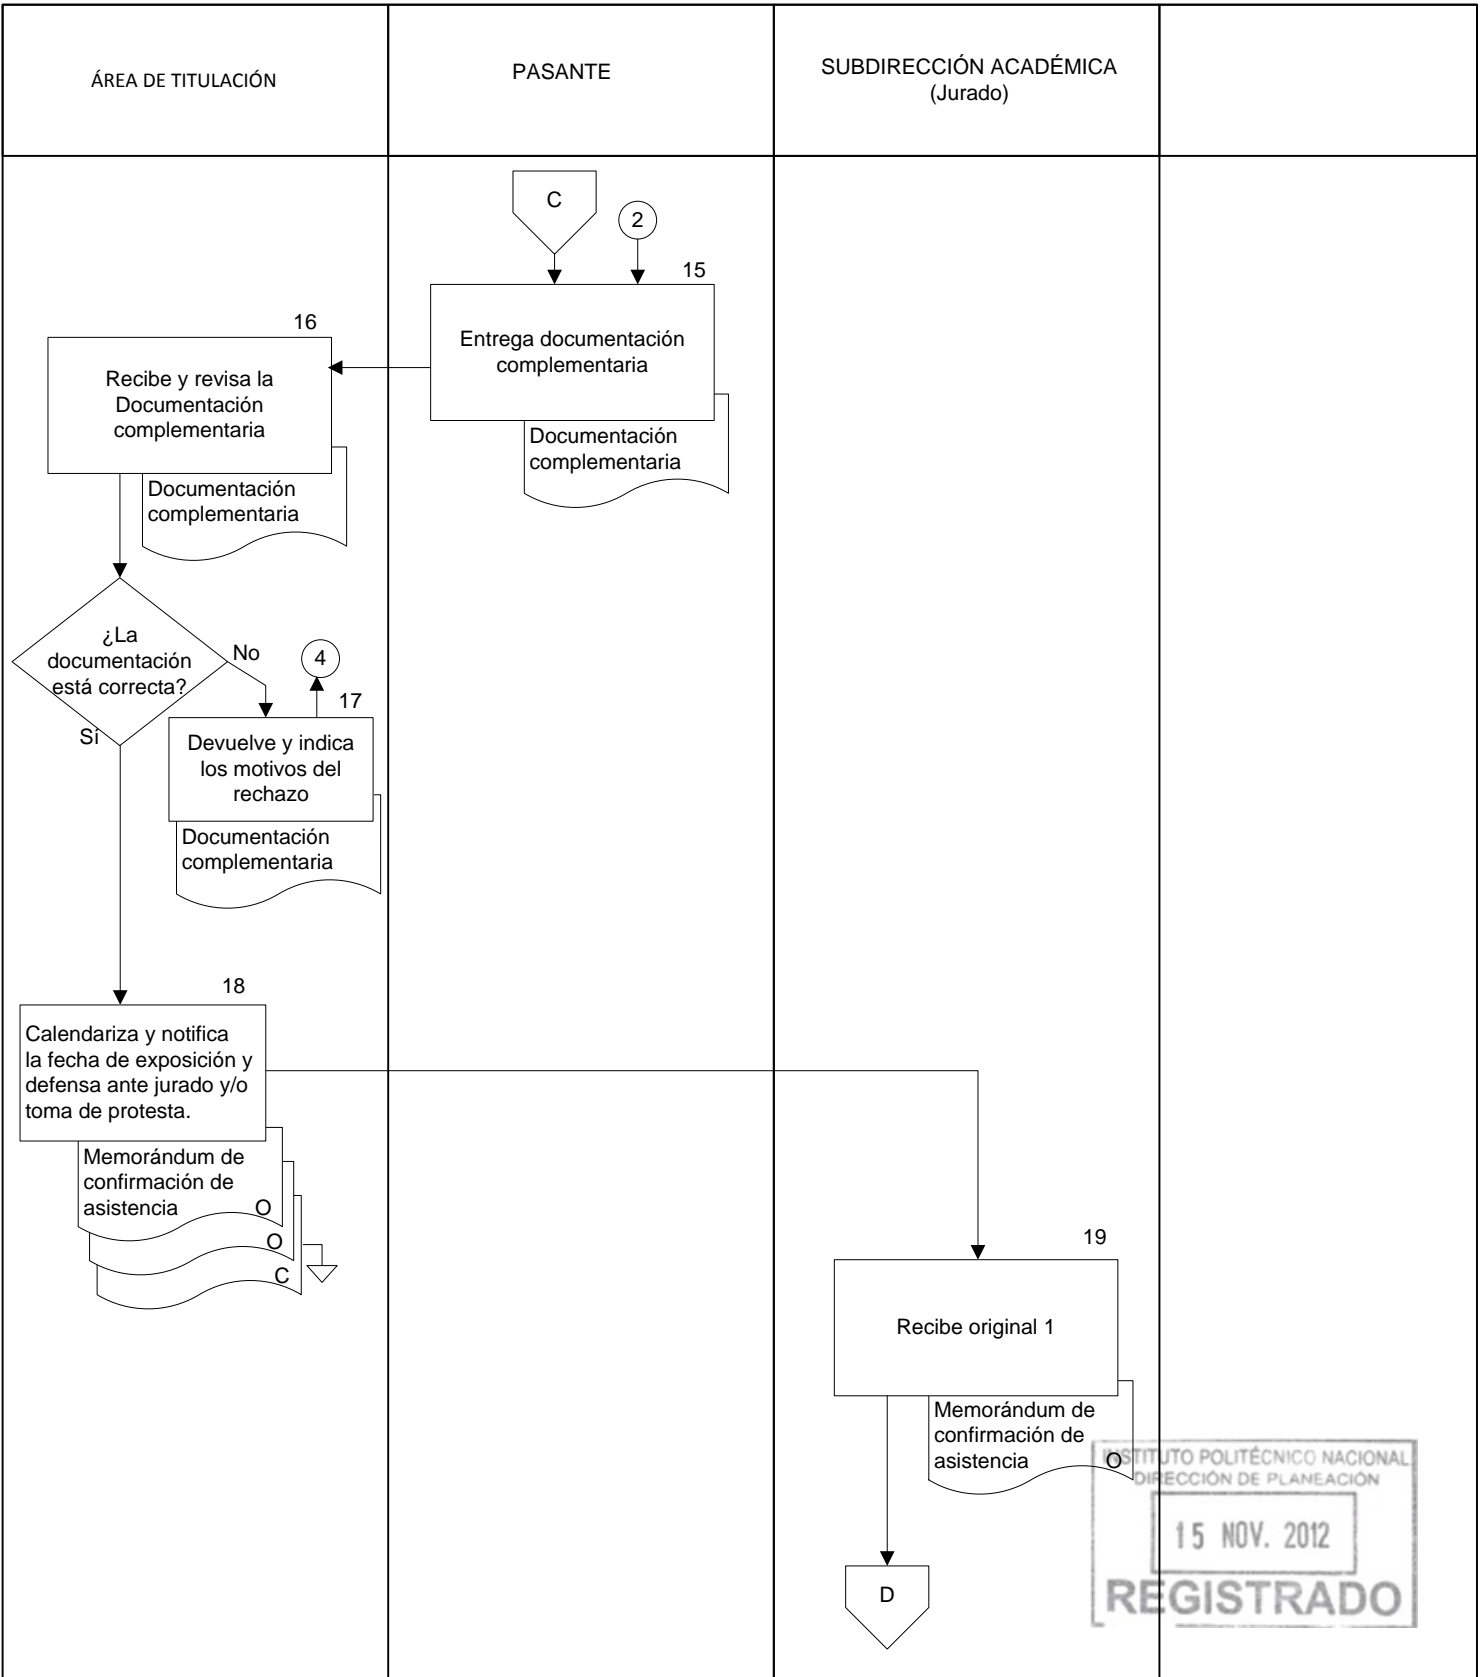 ÁREA DE TITULACIÓN
PASANTE
SUBDIRECCIÓN ACADÉMICA
(Jurado)
C
2
15
Entrega documentación
complementaria
Documentación
complementaria
16
Recibe y revisa la
Documentación
complementaria
Documentación
complementaria
¿La
documentación
está correcta?
No
4
17
Sí
Devuelve y indica
los motivos del
rechazo
Documentación
complementaria
18
Calendariza y notifica
la fecha de exposición y
defensa ante jurado y/o
toma de protesta.
Memorándum de
confirmación de
asistencia
O
O
C
19
Recibe original 1
Memorándum de
confirmación de
asistencia
O
D
INSTITUTO POLITÉCNICO NACIONAL
DIRECCIÓN DE PLANEACIÓN
15 NOV. 2012
REGISTRADO